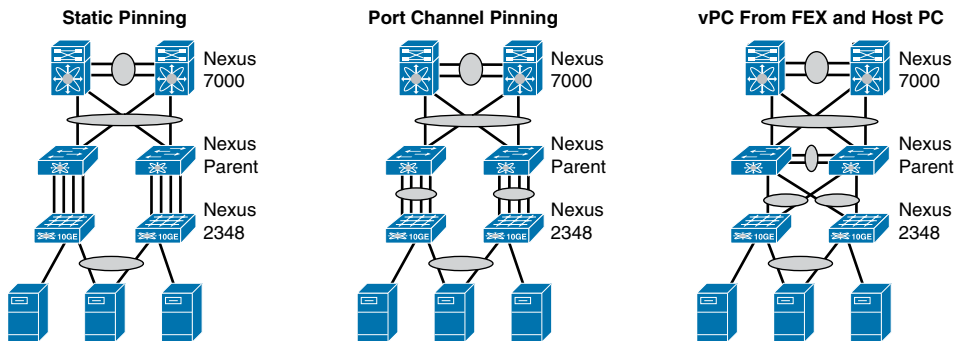 Static Pinning
Port Channel Pinning
vPC From FEX and Host PC
Nexus
7000
Nexus
7000
Nexus
7000
Nexus
Parent
Nexus
Parent
Nexus
Parent
Nexus
2348
Nexus
2348
Nexus
2348
10GE
10GE
10GE
10GE
10GE
10GE